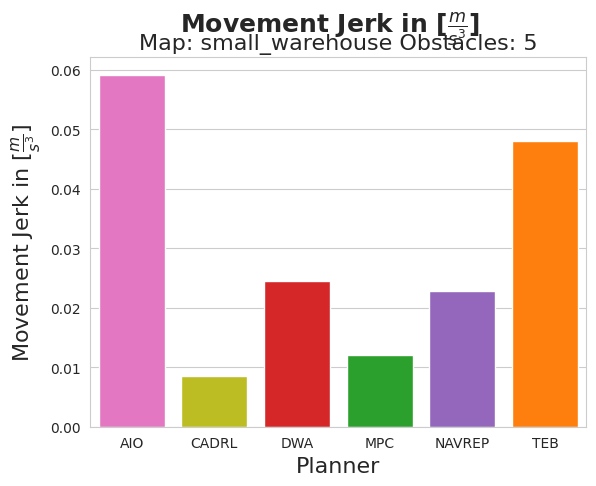 Movement Jerk in [m/s³]
Map: small_warehouse Obstacles: 5
Movement Jerk in [m/s³]
0.06
0.05
0.04
0.03
0.02
0.01
0.00
AIO CADRL DWA MPC NAVREP TEB
Planner